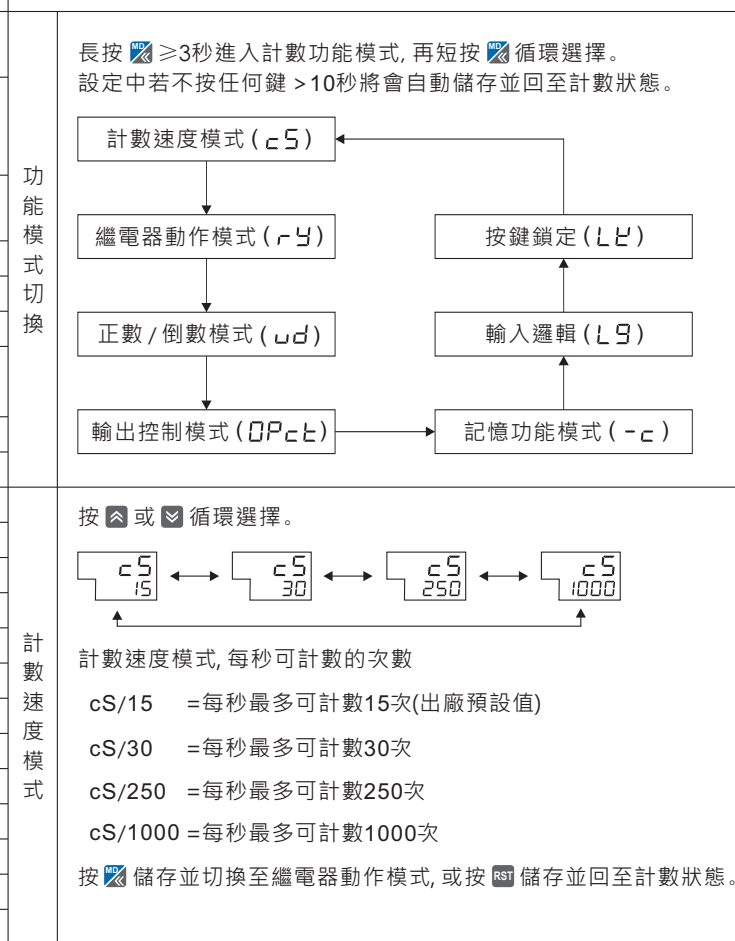 功能模式切換
長按 MD ≥3秒進入計數功能模式, 再短按 MD 循環選擇。
設定中若不按任何鍵 >10秒將會自動儲存並回至計數狀態。
計數速度模式 ( cS )
繼電器動作模式 ( rY )
正數 / 倒數模式 ( ud )
輸出控制模式 ( OPct )
記憶功能模式 ( -c )
輸入邏輯 ( Lg )
按鍵鎖定 ( LK )
計數速度模式
按 或 循環選擇。
cS 15
cS 30
cS 250
cS 1000
計數速度模式, 每秒可計數的次數
cS/15 =每秒最多可計數15次(出廠預設值)
cS/30 =每秒最多可計數30次
cS/250 =每秒最多可計數250次
cS/1000 =每秒最多可計數1000次
按 MD 儲存並切換至繼電器動作模式, 或按 RST 儲存並回至計數狀態。